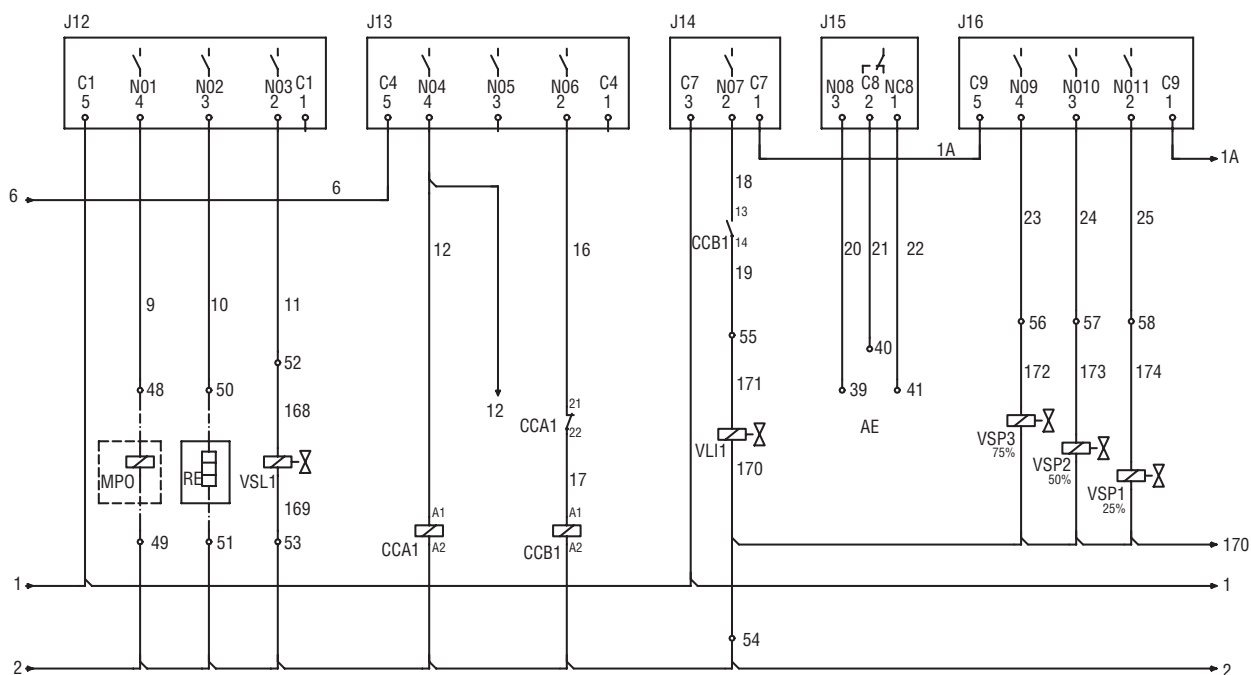 J12 J13 J14 J15 J16
C1 N01 N02 N03 C1 C4 N04 N05 N06 C4 C7 N07 C7 N08 C8 NC8 C9 N09 N010 N011 C9
5 4 3 2 1 5 4 3 2 1 3 2 1 3 2 1 5 4 3 2 1
1A 1A
6 6 18
13
CCB1 14
23 24 25
12 16 20 21 22
19
9 10 11
55 56 57 58
40
52
48 50 168 171 39 41 172 173 174
12
21
CCA1 22
AE
VLI1
VSP3
75%
MPO RE VSL1 170 VSP2
50%
17
VSP1
25%
169
A1 A1
CCA1 A2 CCB1 A2
49 51 53 170
1 1
54
2 2